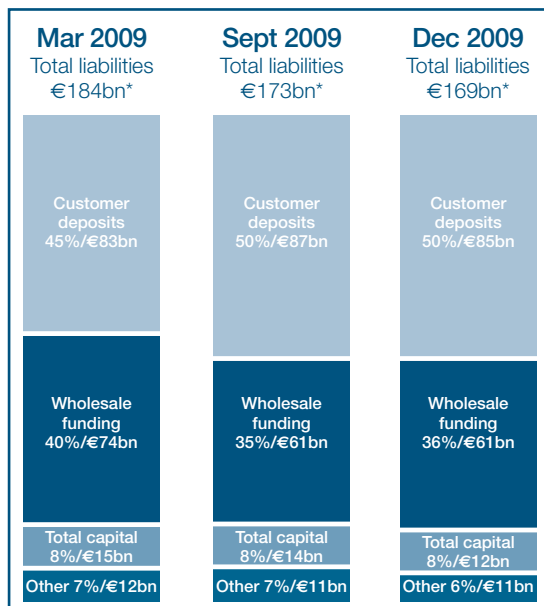 Mar 2009
Total liabilities
€184bn*
Customer
deposits
45%/€83bn
Wholesale
funding
40%/€74bn
Total capital
8%/€15bn
Other 7%/€12bn
Sept 2009
Total liabilities
€173bn*
Customer
deposits
50%/€87bn
Wholesale
funding
35%/€61bn
Total capital
8%/€14bn
Other 7%/€11bn
Dec 2009
Total liabilities
€169bn*
Customer
deposits
50%/€85bn
Wholesale
funding
36%/€61bn
Total capital
8%/€12bn
Other 6%/€11bn